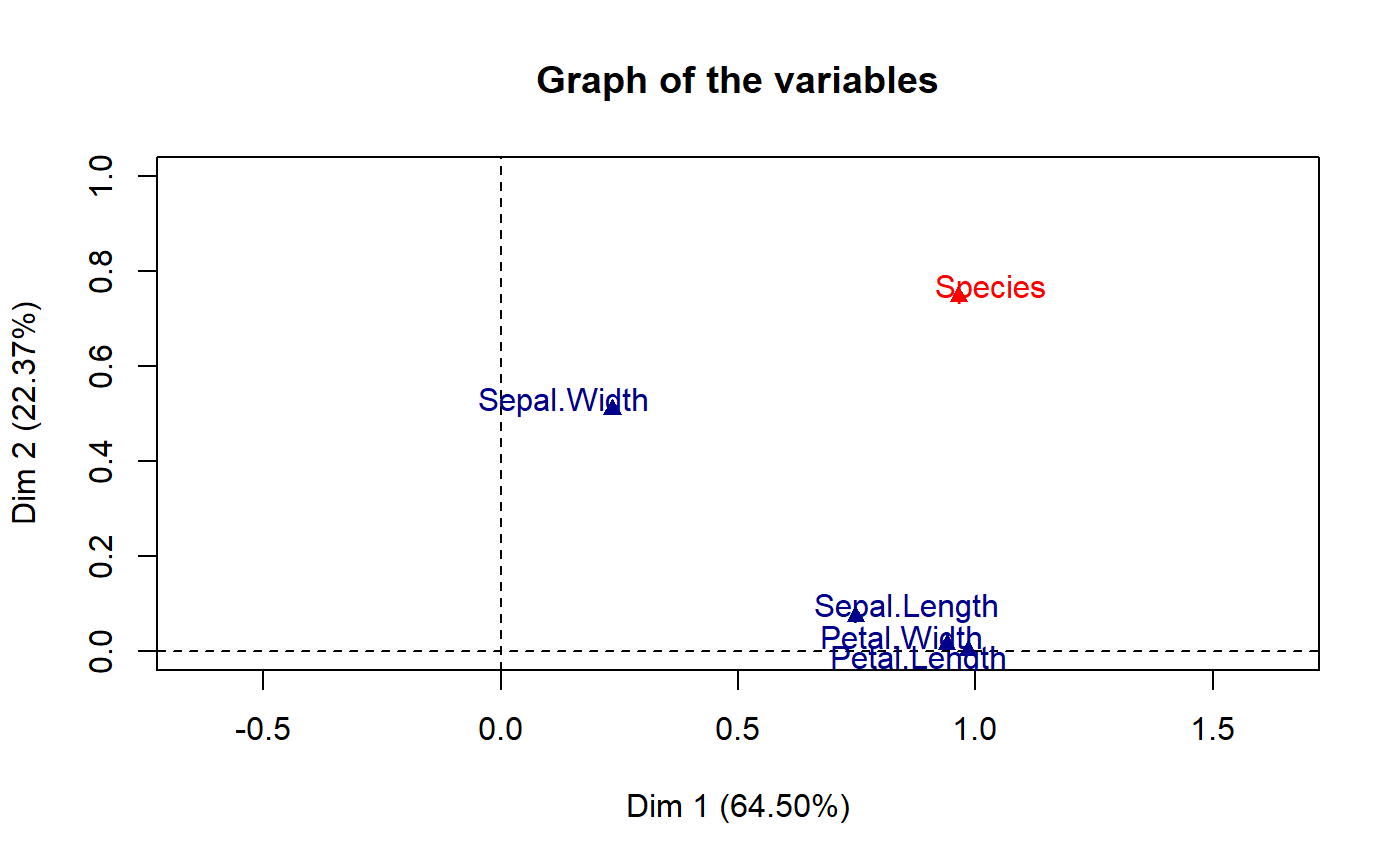 Graph of the variables
Dim 2 (22.37%)
1.0
0.8
0.6
0.4
0.2
0.0
Species
Sepal.Width
Sepal.Length
Petal.Width
Petal.Length
-0.5
0.0
0.5
1.0
1.5
Dim 1 (64.50%)